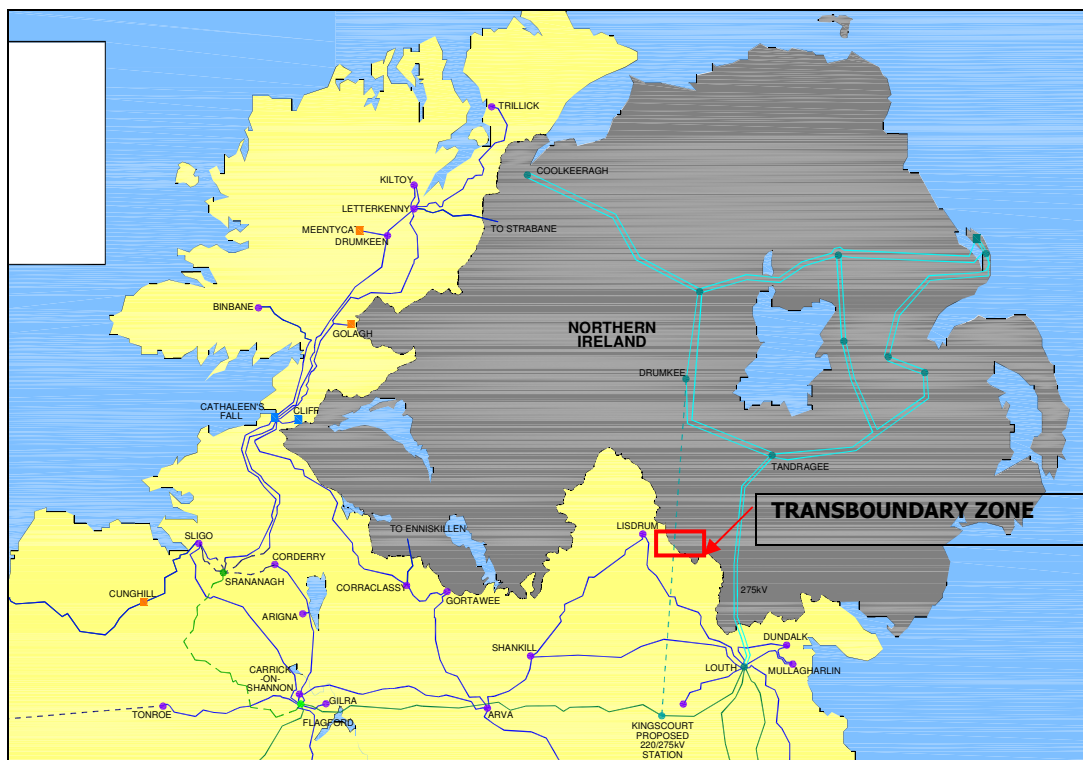 TRILLICK
COOLKEERAGH
KILTOY
LETTERKENNY
TO STRABANE
MEENTYCAT
DRUMKEEN
BINBANE
GOLAGH
NORTHERN
IRELAND
DRUMKEE
CATHALEEN'S
FALL
CLIFF
TANDRAGEE
TRANSBOUNDARY ZONE
TO ENNISKILLEN
LISDRUM
SLIGO
CORDERRY
SRANANAGH
CORRACLASSY
GORTAWEE
275kV
CUNGHILL
ARIGNA
SHANKILL
DUNDALK
LOUTH
MULLAGHARLIN
CARRICK
-ON-
SHANNON
GILRA
TONROE
FLAGFORD
ARVA
KINGSCOURT
PROPOSED
220/275kV
STATION